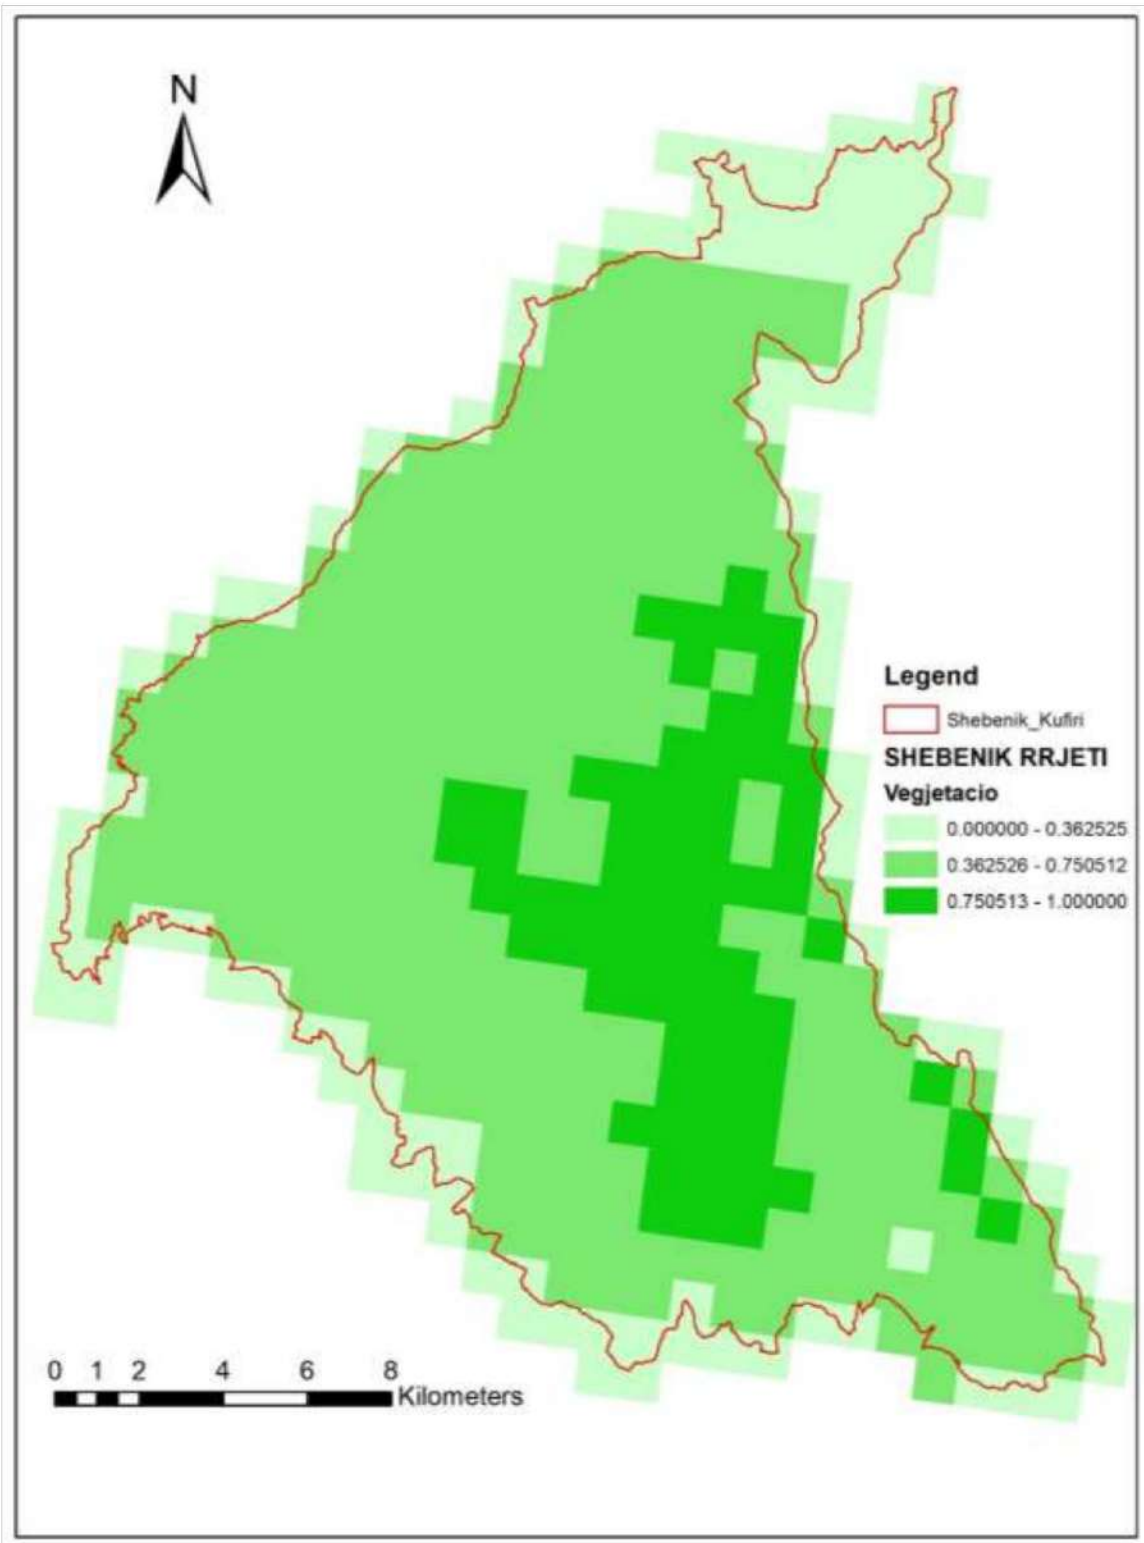 N
Legend
Shebenik_Kufiri
SHEBENIK RRJETI
Vegjetacio
0.000000 - 0.362525
0.362526 - 0.750512
0.750513 - 1.000000
0 1 2 4 6 8
Kilometers